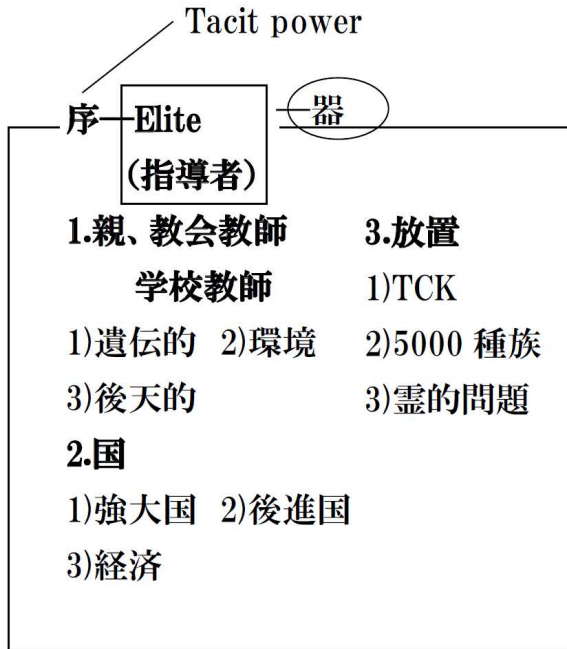 Tacit power
序―Elite ―器
(指導者)
1.親、教会教師
学校教師
1)遺伝的 2)環境
3)後天的
2.国
1)強大国 2)後進国
3)経済
3.放置
1)TCK
2)5000 種族
3)霊的問題